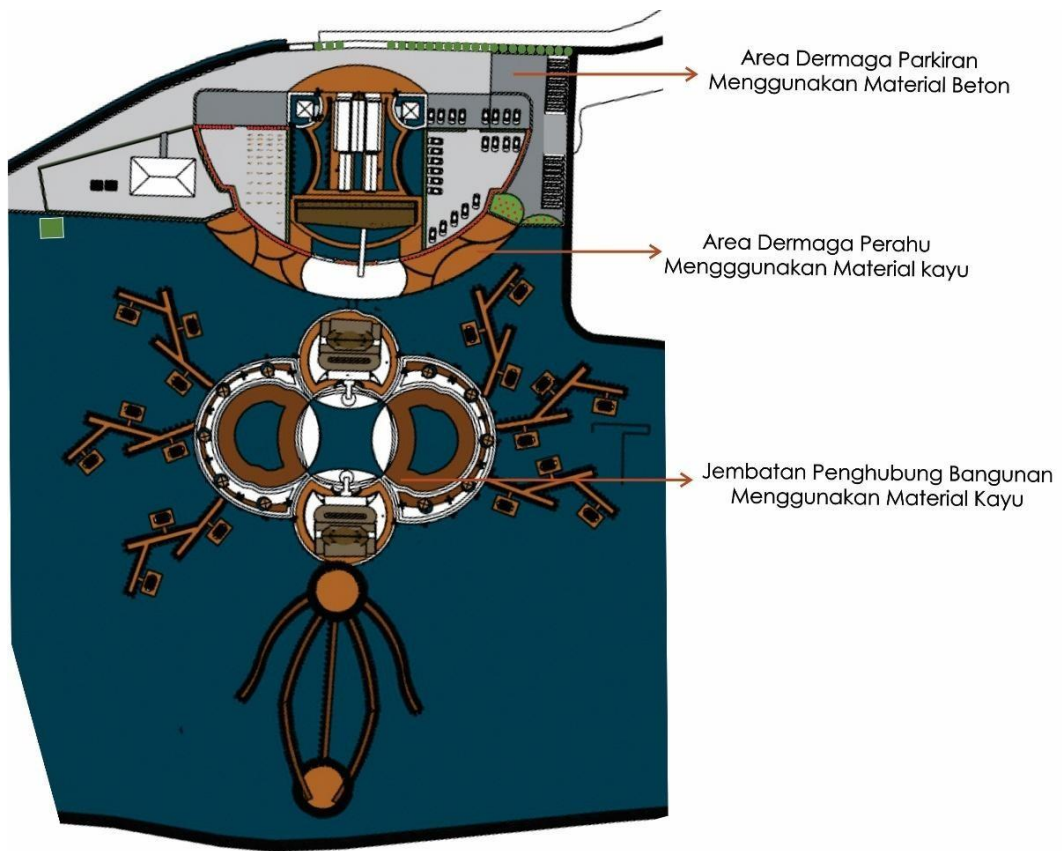 Area Dermaga Parkiran
Menggunakan Material Beton
Area Dermaga Perahu
Mengggunakan Material kayu
Jembatan Penghubung Bangunan
Menggunakan Material Kayu